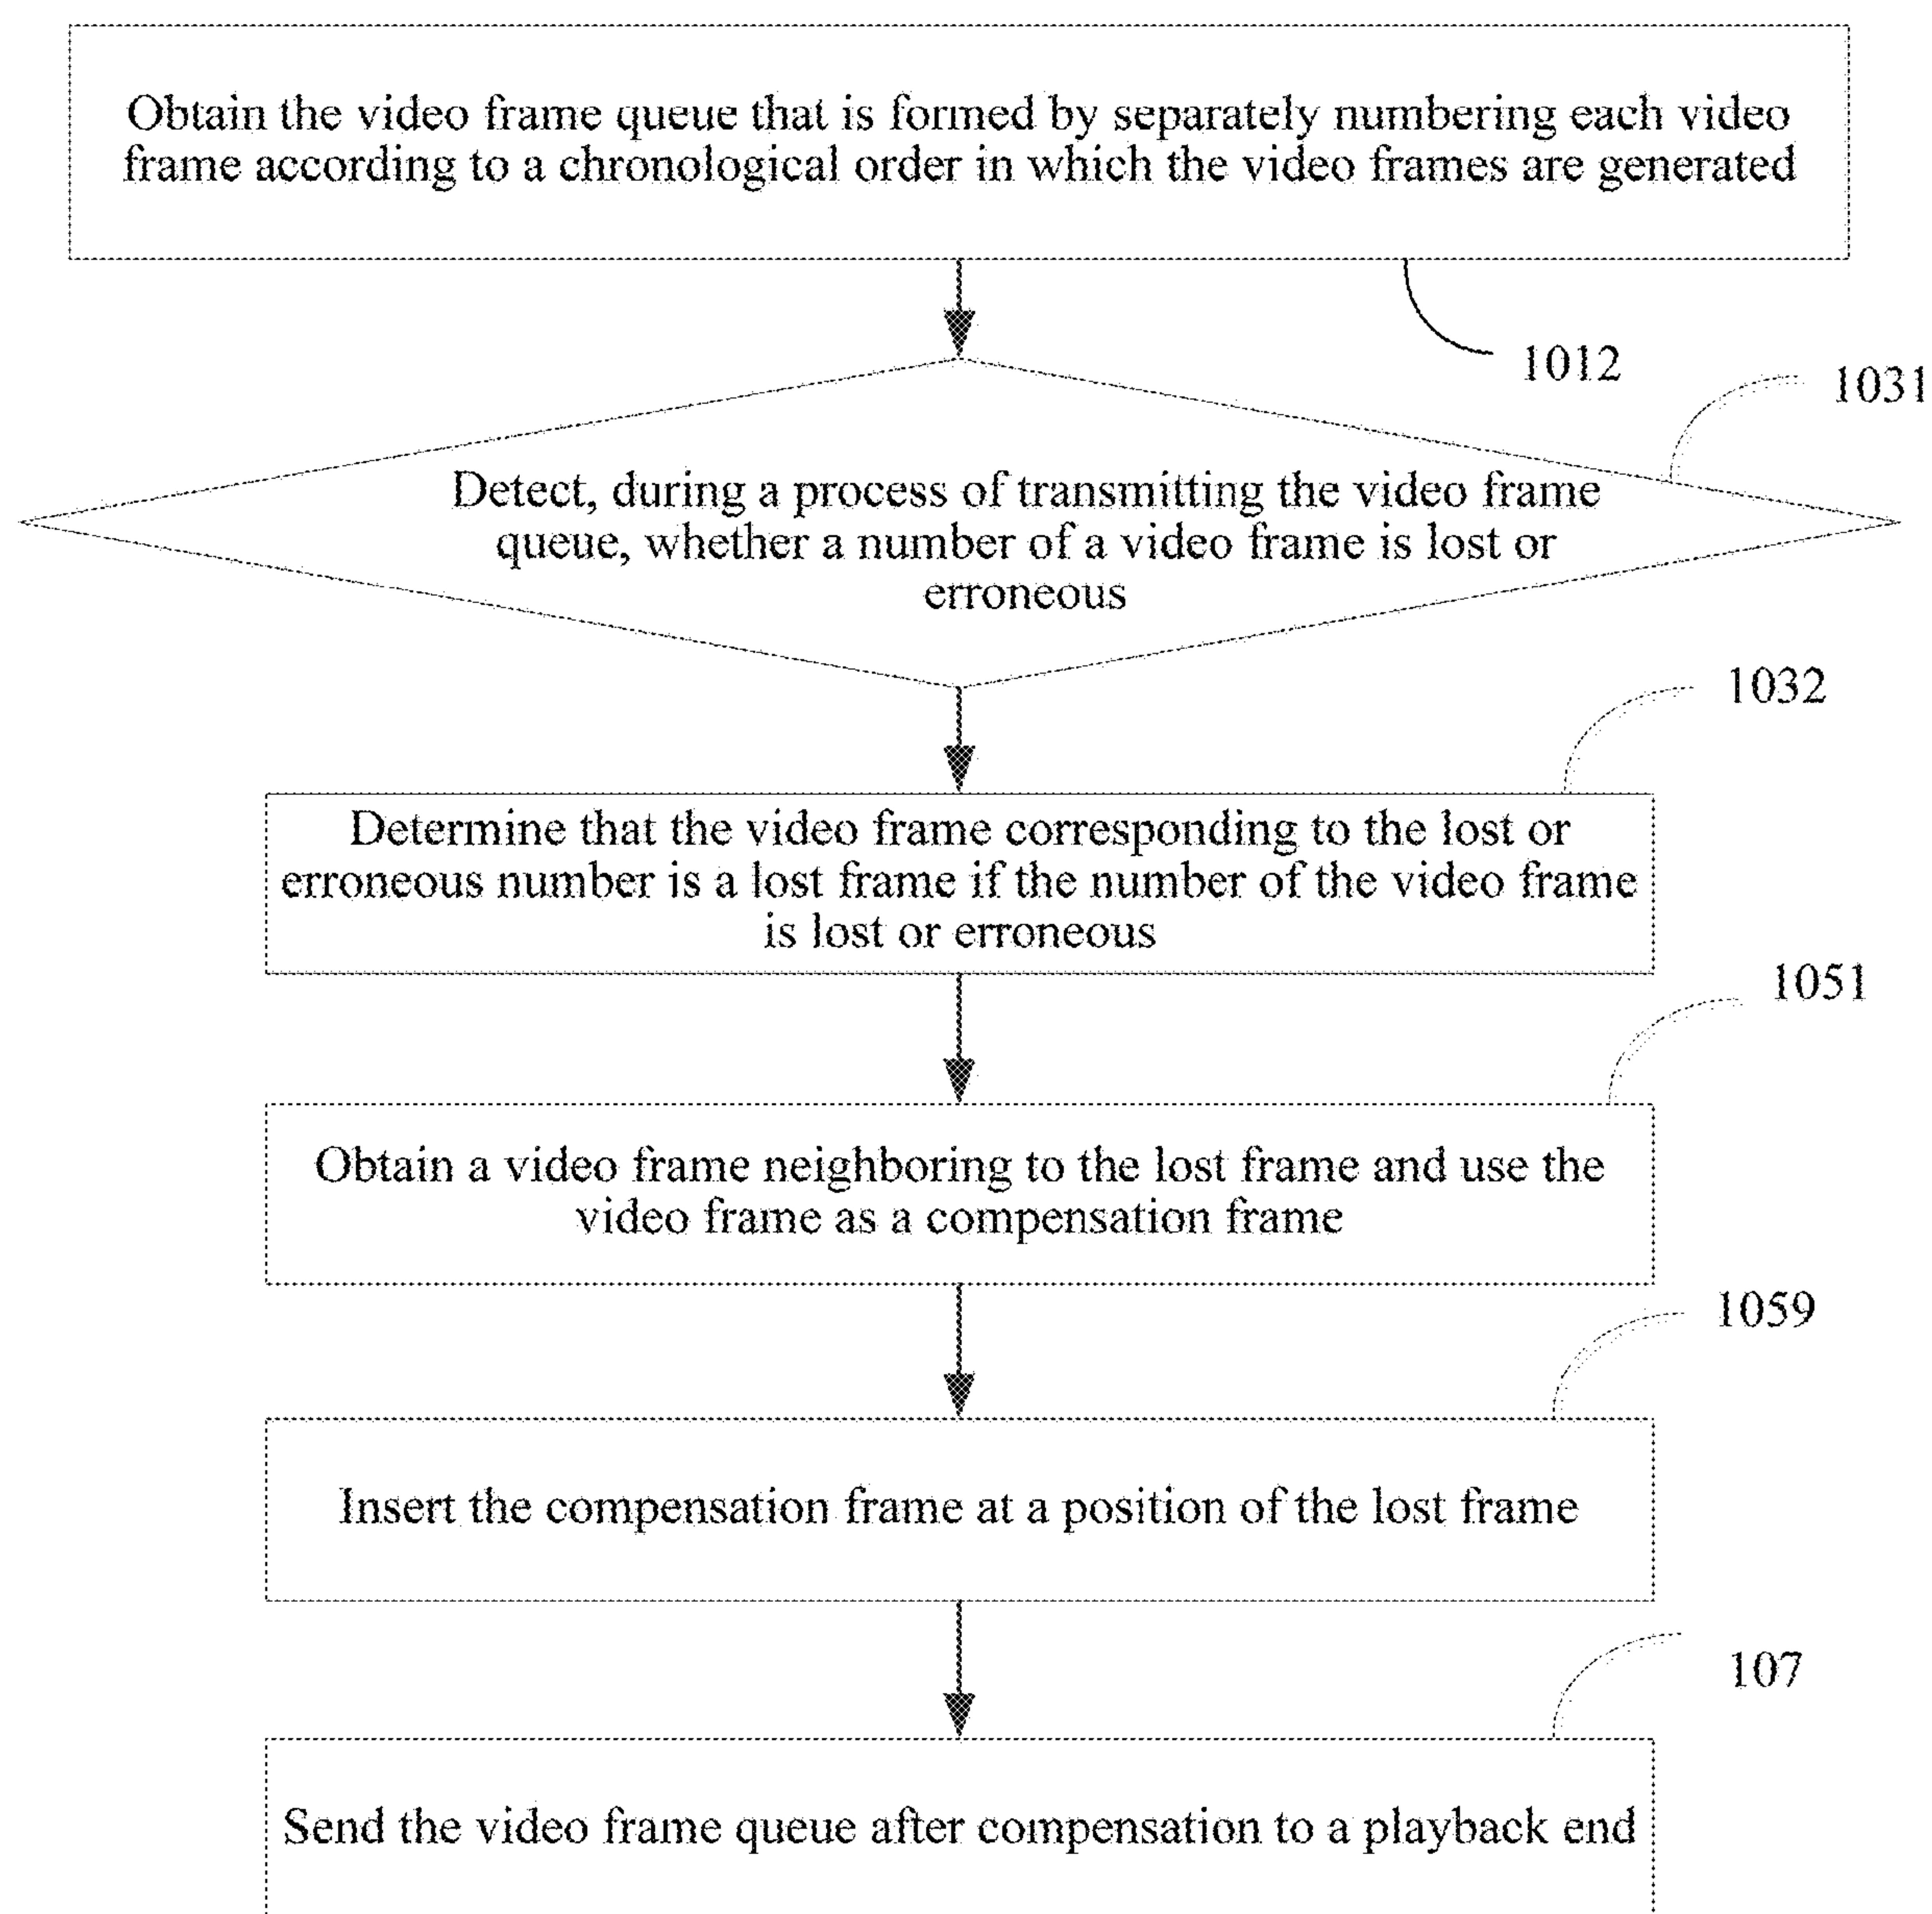 Obtain the video frame queue that is formed by separately numbering each video
frame according to a chronological order in which the video frames are generated
1012
1031
Detect, during a process of transmitting the video frame
queue, whether a number of a video frame is lost or
erroneous
1032
Determine that the video frame corresponding to the lost or
erroneous number is a lost frame if the number of the video frame
is lost or erroneous
1051
Obtain a video frame neighboring to the lost frame and use the
video frame as a compensation frame
1059
Insert the compensation frame at a position of the lost frame
107
Send the video frame queue after compensation to a playback end